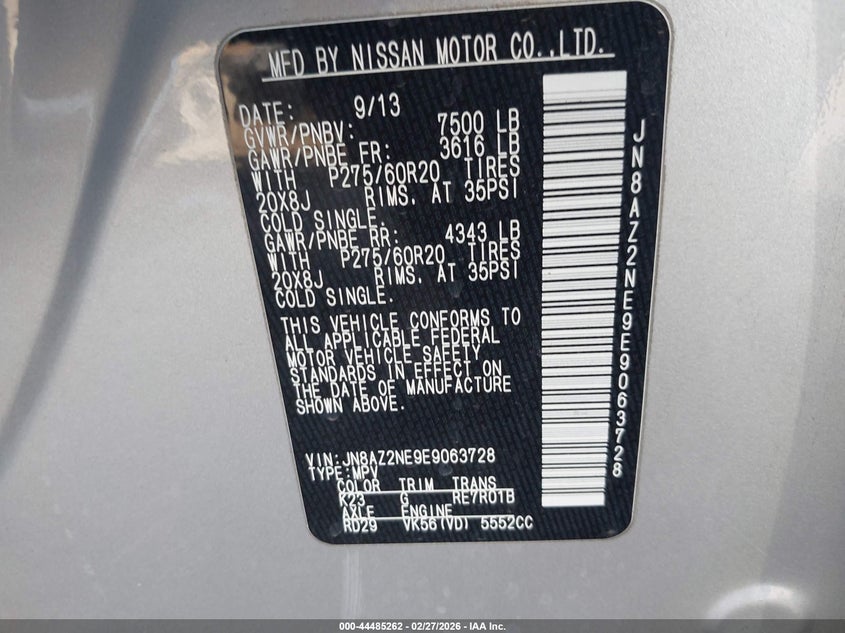 MFD BY NISSAN MOTOR CO.,LTD.
DATE: 9/13
GVWR/PNBV: 7500 LB
GAWR/PNBE FR: 3616 LB
WITH P275/60R20 TIRES
20X8J RIMS, AT 35PSI
COLD SINGLE.
GAWR/PNBE RR: 4343 LB
WITH P275/60R20 TIRES
20X8J RIMS, AT 35PSI
COLD SINGLE.
THIS VEHICLE CONFORMS TO
ALL APPLICABLE FEDERAL
MOTOR VEHICLE SAFETY
STANDARDS IN EFFECT ON
THE DATE OF MANUFACTURE
SHOWN ABOVE.
VIN:JN8AZ2NE9E9063728
TYPE:MPV
COLOR TRIM TRANS
K23 G RE7R01B
AXLE ENGINE
RD29 VK56(VD) 5552CC
JN8AZ2NE9E9063728
000-44485262 - 02/27/2026 - IAA Inc.